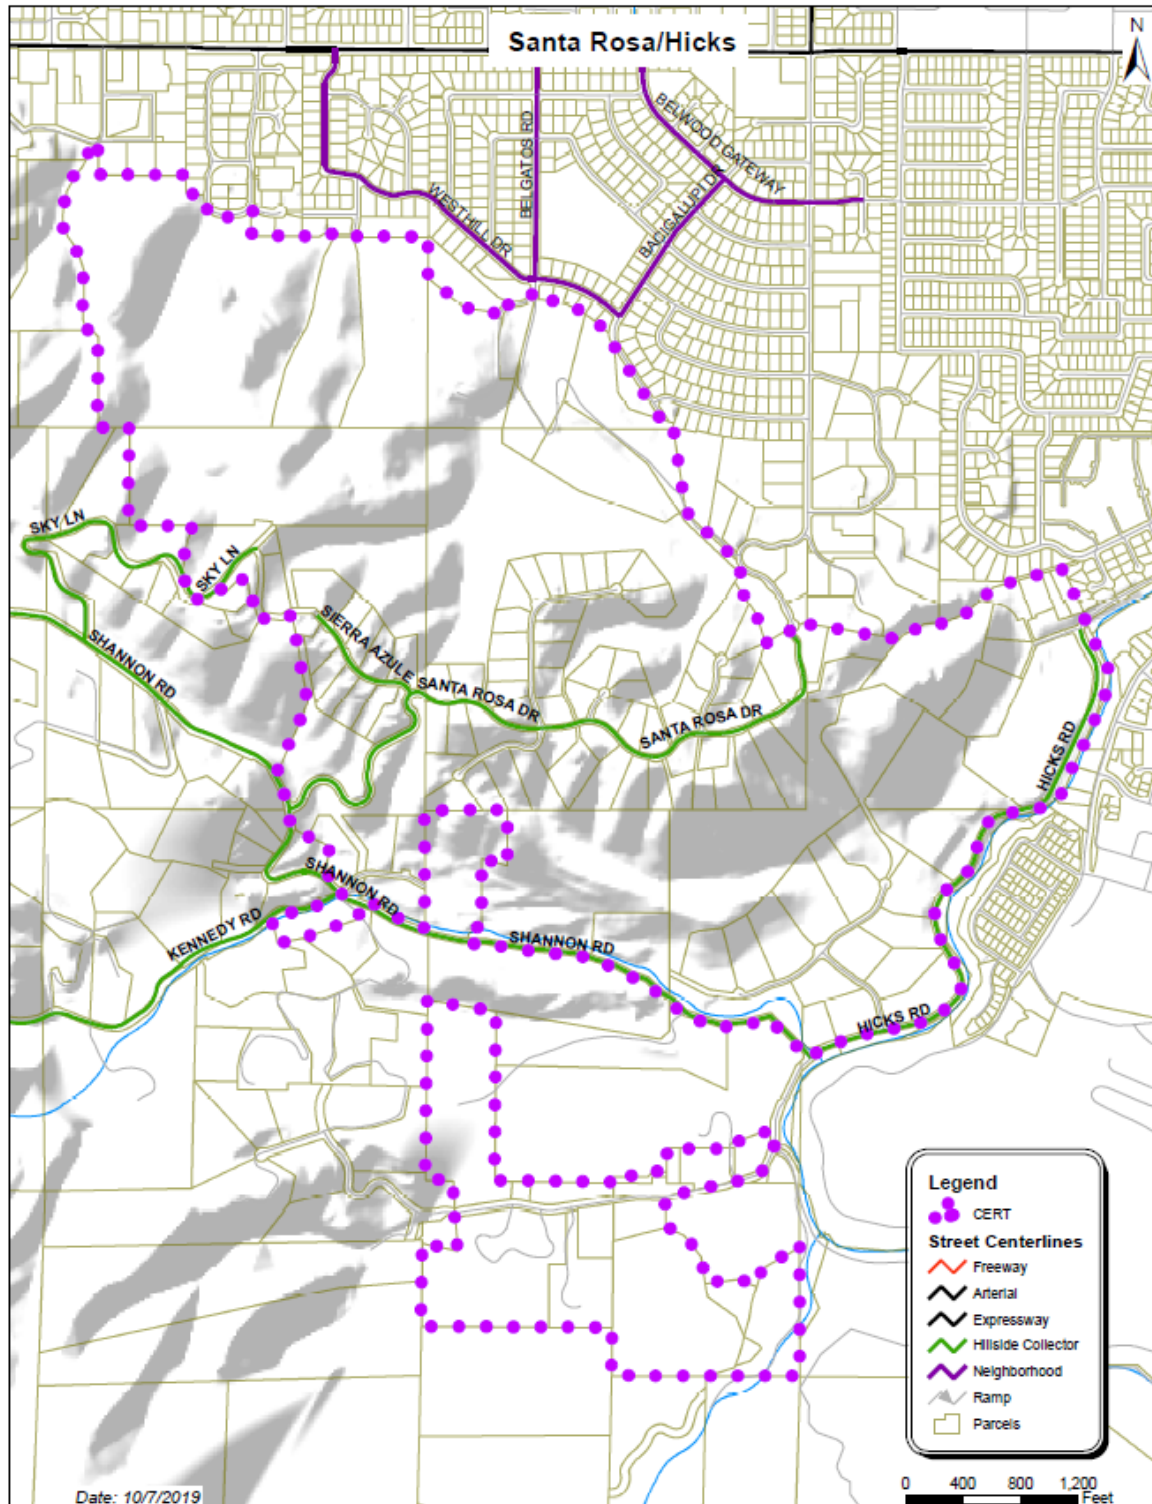 Santa Rosa/Hicks
N
BELWOOD GATEWAY
BELGATOS RD
WESTHILL DR
BACIGALUPI DR
SKY LN
SKY LN
SIERRA AZULE
SHANNON RD
SANTA ROSA DR
SANTA ROSA DR
HICKS RD
SHANNON RD
KENNEDY RD
SHANNON RD
HICKS RD
Legend
CERT
Street Centerlines
Freeway
Arterial
Expressway
Hillside Collector
Neighborhood
Ramp
Parcels
0 400 800 1,200
Feet
Date: 10/7/2019